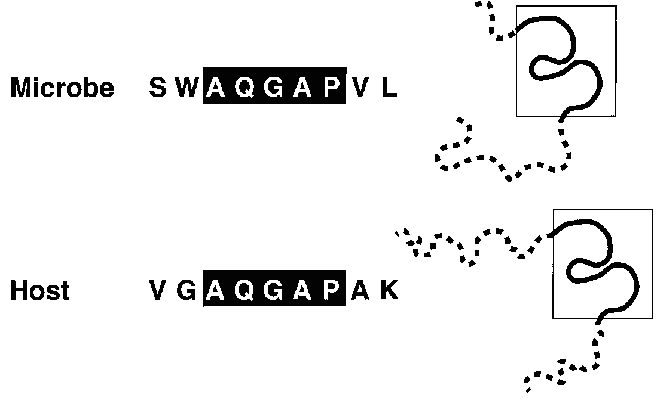 Microbe S W A Q G A P V L
Host V G A Q G A P A K